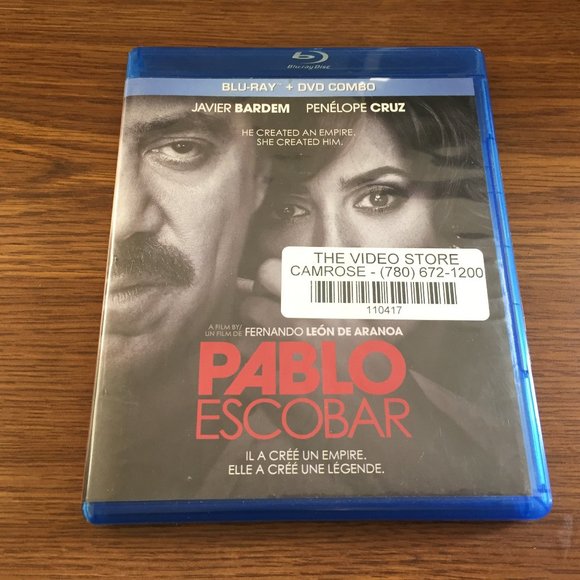 Blu-ray Disc
BLU-RAY™ + DVD COMBO
JAVIER BARDEM PENÉLOPE CRUZ
HE CREATED AN EMPIRE.
SHE CREATED HIM.
THE VIDEO STORE
CAMROSE - (780) 672-1200
110417
A FILM BY/
UN FILM DE FERNANDO LEÓN DE ARANOA
PABLO
ESCOBAR
IL A CRÉÉ UN EMPIRE.
ELLE A CRÉÉ UNE LÉGENDE.